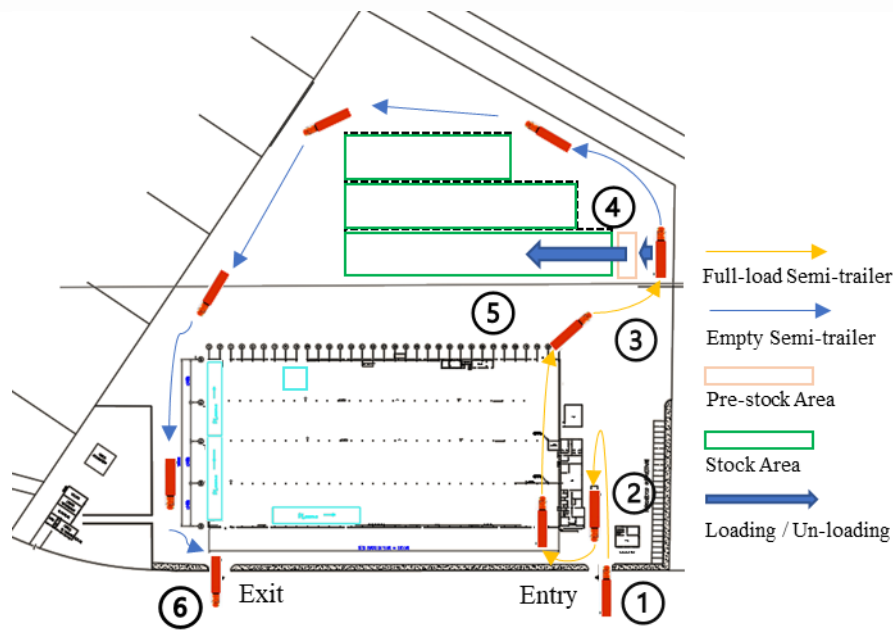 ④
Full-load Semi-trailer
⑤
③
Empty Semi-trailer
Pre-stock Area
Stock Area
②
Loading / Un-loading
Exit
Entry
⑥
①